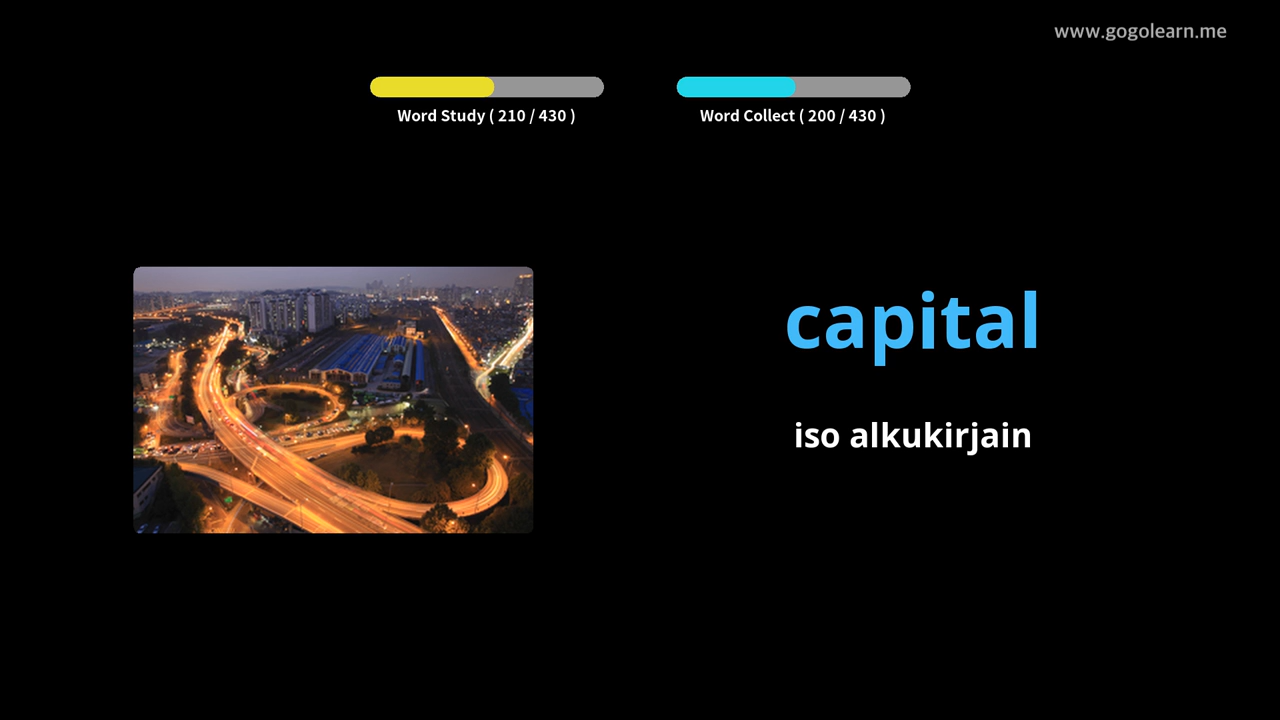 www.gogolearn.me
Word Study ( 210 / 430 )
Word Collect ( 200 / 430 )
capital
iso alkukirjain